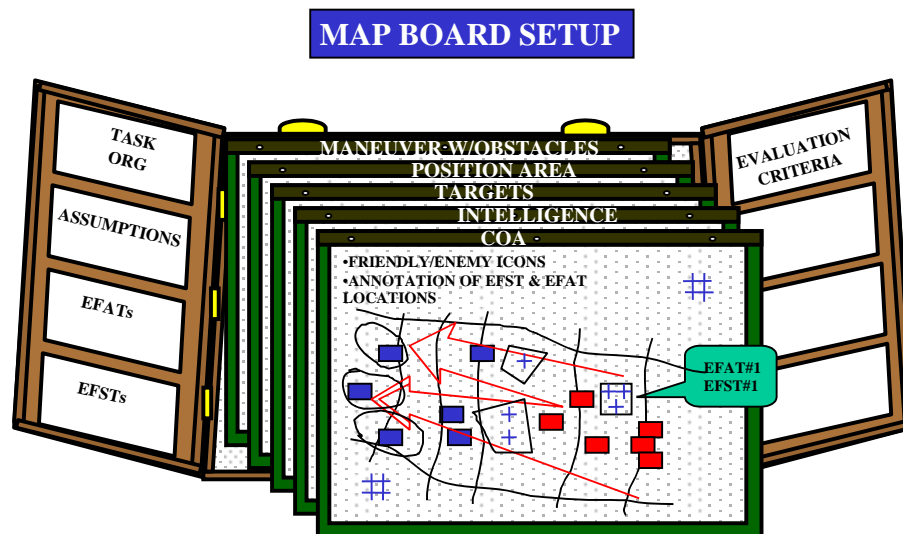 MAP BOARD SETUP
TASK
ORG
ASSUMPTIONS
EFATs
EFSTs
MANEUVER W/OBSTACLES
POSITION AREA
TARGETS
INTELLIGENCE
COA
•FRIENDLY/ENEMY ICONS
•ANNOTATION OF EFST & EFAT
LOCATIONS
EFAT#1
EFST#1
EVALUATION
CRITERIA